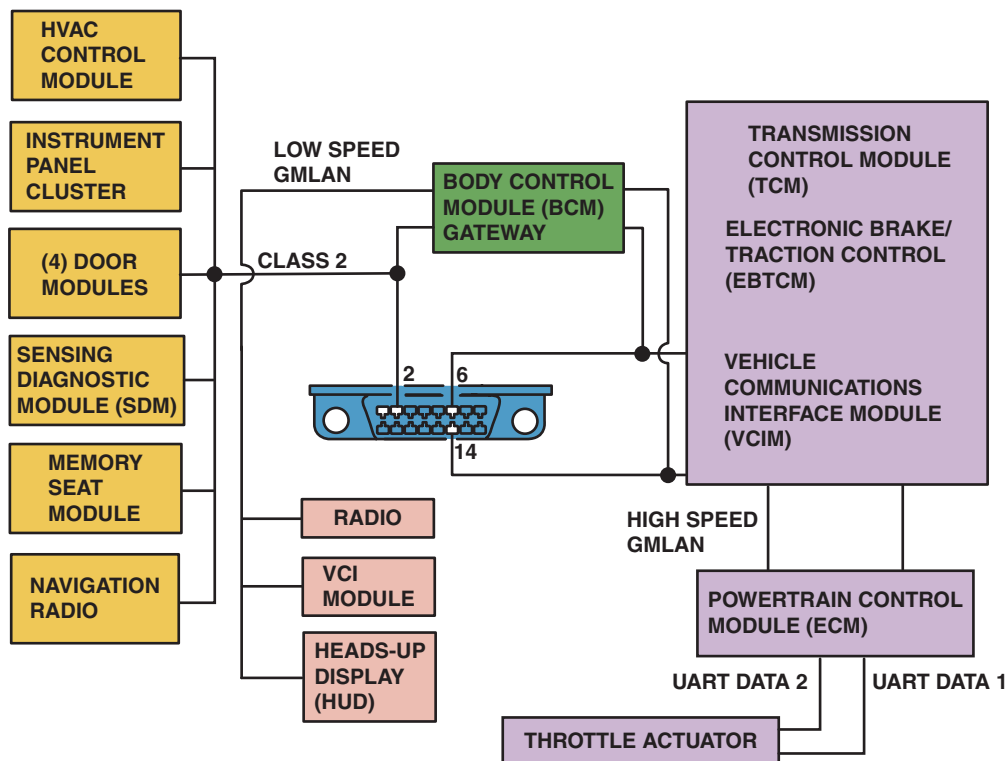 HVAC
CONTROL
MODULE
INSTRUMENT
PANEL
CLUSTER
(4) DOOR
MODULES
SENSING
DIAGNOSTIC
MODULE (SDM)
MEMORY
SEAT
MODULE
NAVIGATION
RADIO
LOW SPEED
GMLAN
CLASS 2
BODY CONTROL
MODULE (BCM)
GATEWAY
2
6
14
RADIO
VCI
MODULE
HEADS-UP
DISPLAY
(HUD)
TRANSMISSION
CONTROL MODULE
(TCM)
ELECTRONIC BRAKE/
TRACTION CONTROL
(EBTCM)
VEHICLE
COMMUNICATIONS
INTERFACE MODULE
(VCIM)
HIGH SPEED
GMLAN
POWERTRAIN CONTROL
MODULE (ECM)
UART DATA 2
UART DATA 1
THROTTLE ACTUATOR